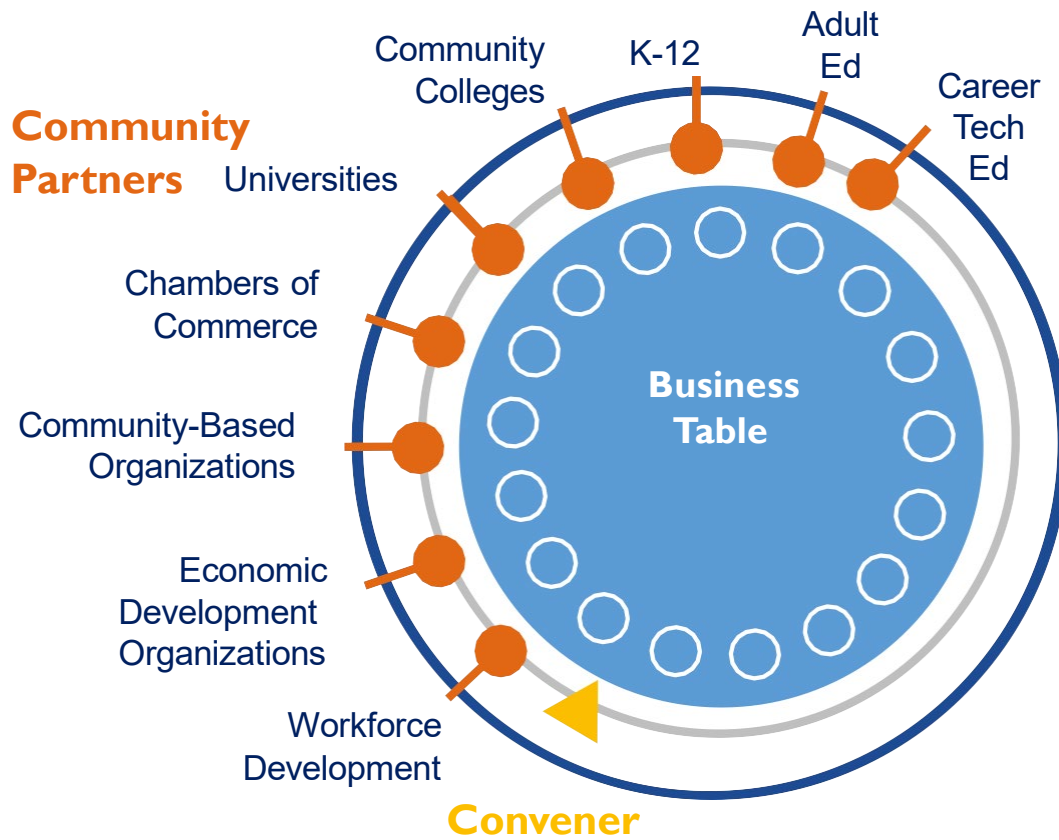 Community
Partners
Universities
Community
Colleges
K-12
Adult
Ed
Career
Tech
Ed
Chambers of
Commerce
Community-Based
Organizations
Economic
Development
Organizations
Workforce
Development
Business
Table
Convener